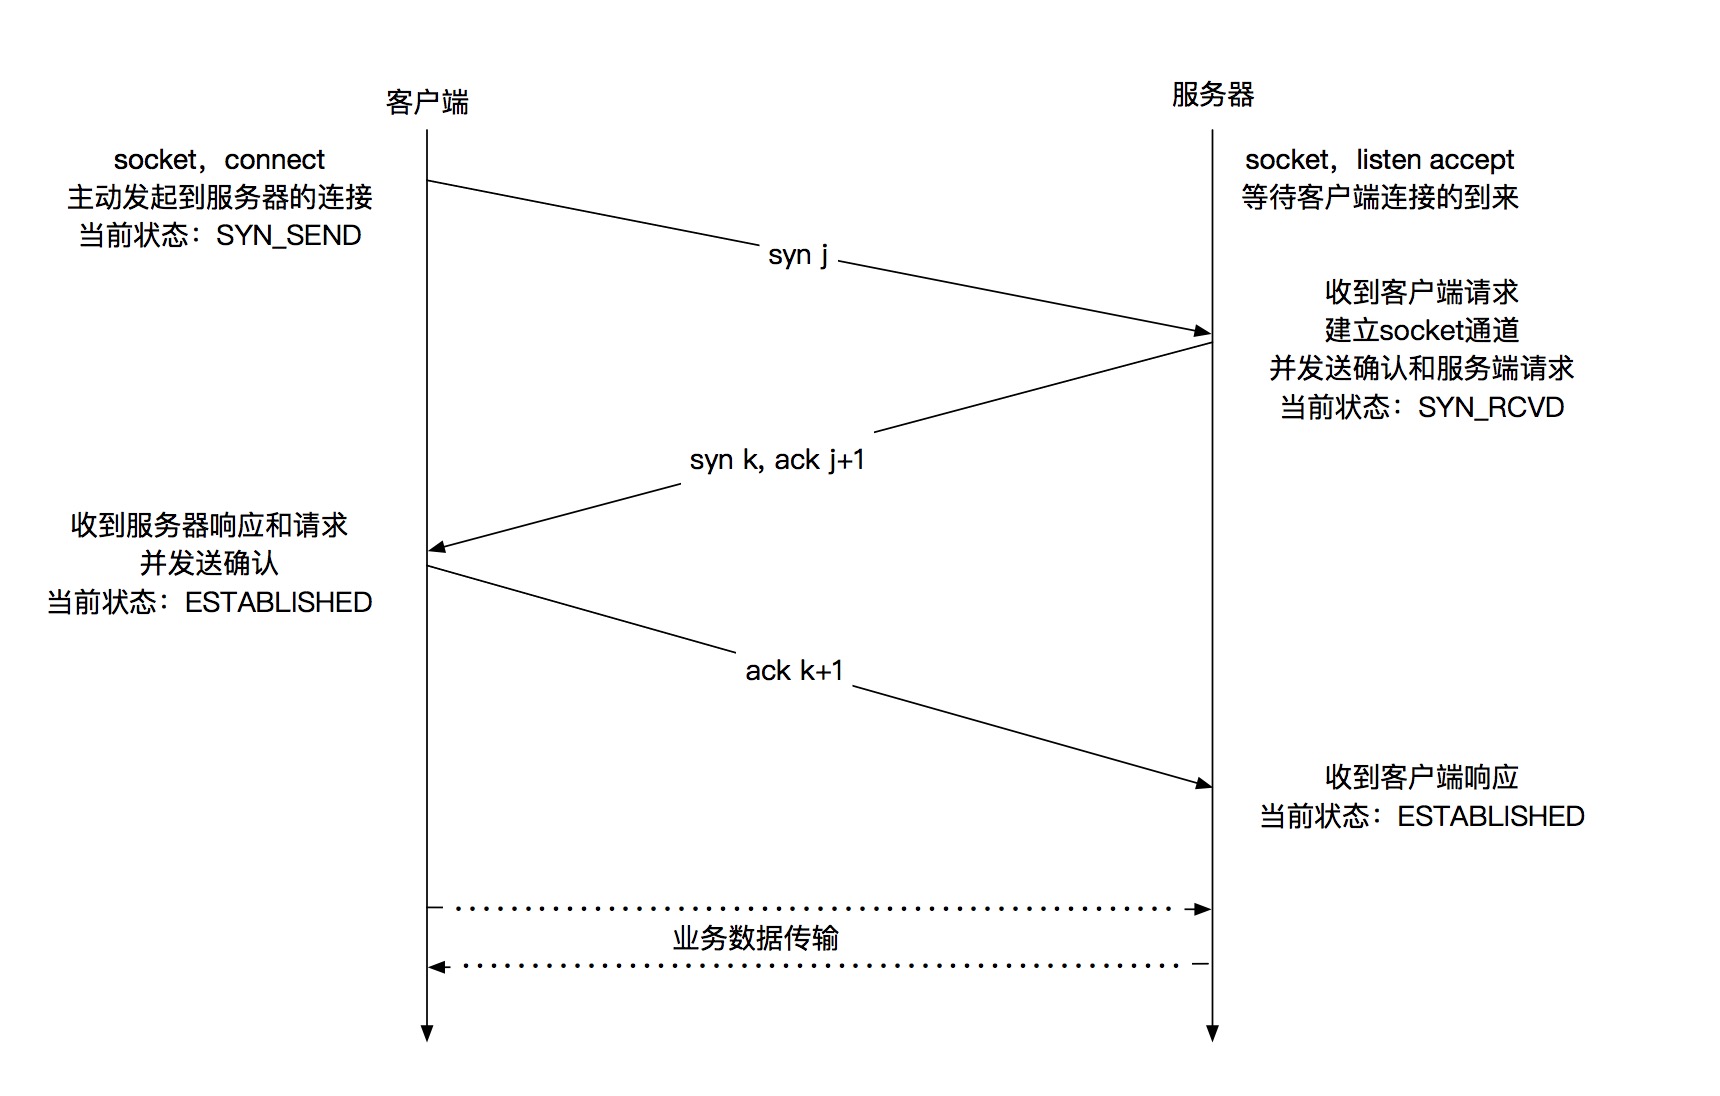 客户端
服务器
socket，connect
主动发起到服务器的连接
当前状态：SYN_SEND
socket，listen accept
等待客户端连接的到来
syn j
收到客户端请求
建立socket通道
并发送确认和服务端请求
当前状态：SYN_RCVD
syn k, ack j+1
收到服务器响应和请求
并发送确认
当前状态：ESTABLISHED
ack k+1
收到客户端响应
当前状态：ESTABLISHED
业务数据传输